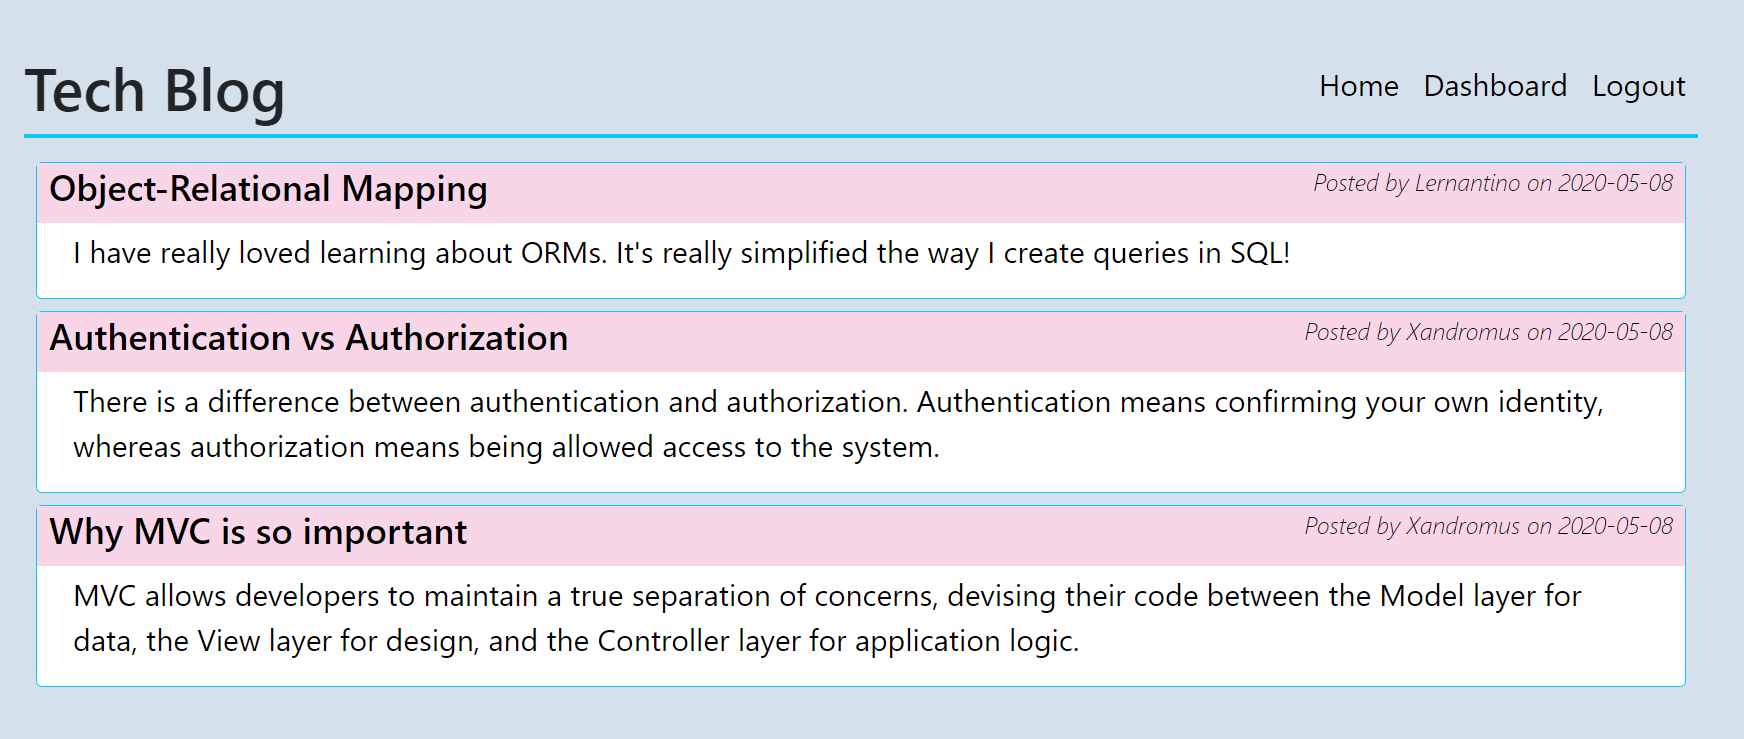 Tech Blog
Home Dashboard Logout
Object-Relational Mapping
Posted by Lernantino on 2020-05-08
I have really loved learning about ORMs. It's really simplified the way I create queries in SQL!
Authentication vs Authorization
Posted by Xandromus on 2020-05-08
There is a difference between authentication and authorization. Authentication means confirming your own identity,
whereas authorization means being allowed access to the system.
Why MVC is so important
Posted by Xandromus on 2020-05-08
MVC allows developers to maintain a true separation of concerns, devising their code between the Model layer for
data, the View layer for design, and the Controller layer for application logic.